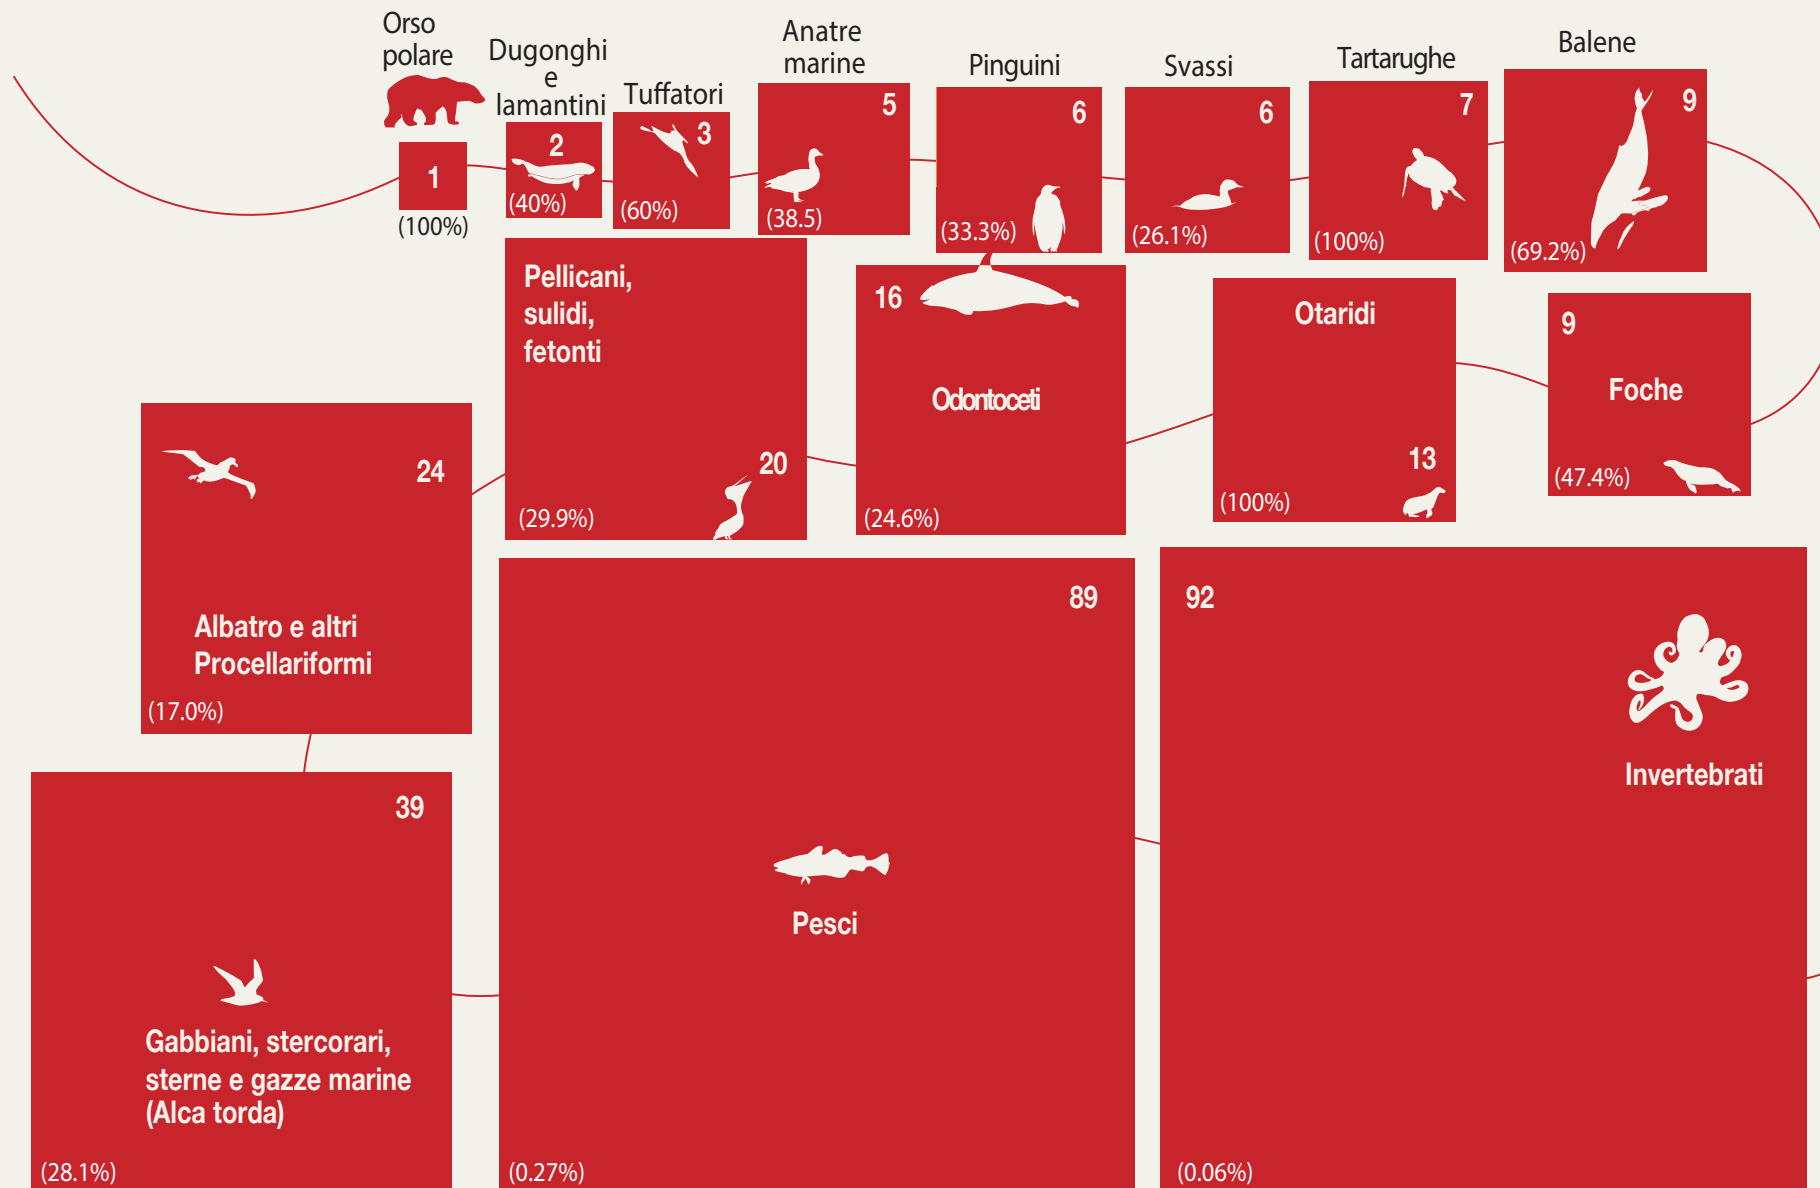 Orso
polare
1
(100%)
Dugonghi
e
lamantini
2
(40%)
Tuffatori
3
(60%)
Anatre
marine
5
(38.5)
Pinguini
6
(33.3%)
Svassi
6
(26.1%)
Tartarughe
7
(100%)
Balene
9
(69.2%)
Pellicani,
sulidi,
fetonti
20
(29.9%)
16
Odontoceti
(24.6%)
Otaridi
13
(100%)
9
Foche
(47.4%)
24
Albatro e altri
Procellariformi
(17.0%)
39
Gabbiani, stercorari,
sterne e gazze marine
(Alca torda)
(28.1%)
89
Pesci
(0.27%)
92
Invertebrati
(0.06%)